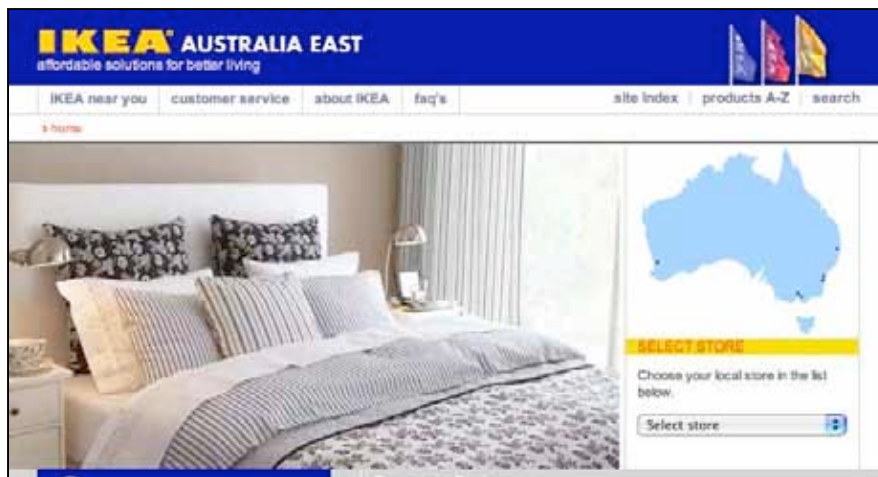 IKEA® AUSTRALIA EAST
affordable solutions for better living
IKEA near you customer service about IKEA faq's site index products A-Z search
home
SELECT STORE
Choose your local store in the list
below.
Select store